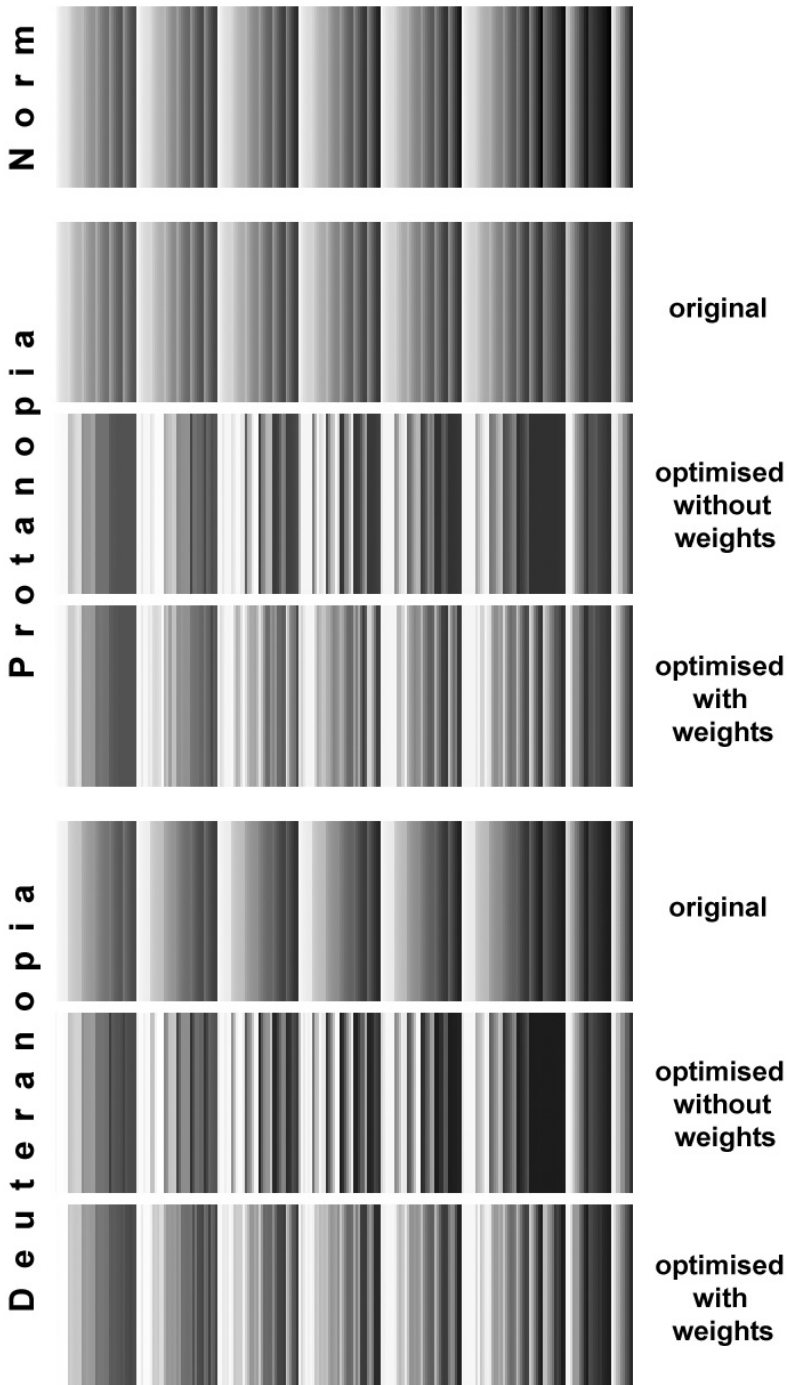 Norm
Protanopia
original
optimised
without
weights
optimised
with
weights
Deuteranopia
original
optimised
without
weights
optimised
with
weights